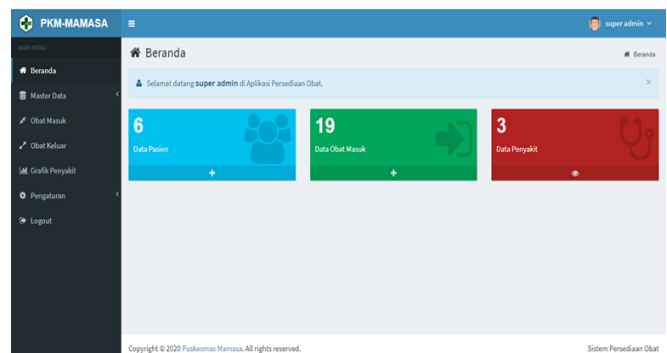 PKM-MAMASA
super admin
MAIN MENU
Beranda
Master Data
Obat Masuk
Obat Keluar
Grafik Penyakit
Pengaturan
Logout
Beranda
Beranda
Selamat datang super admin di Aplikasi Persediaan Obat.
6
Data Pasien
19
Data Obat Masuk
3
Data Penyakit
Copyright © 2020 Puskesmas Mamasa. All rights reserved.
Sistem Persediaan Obat